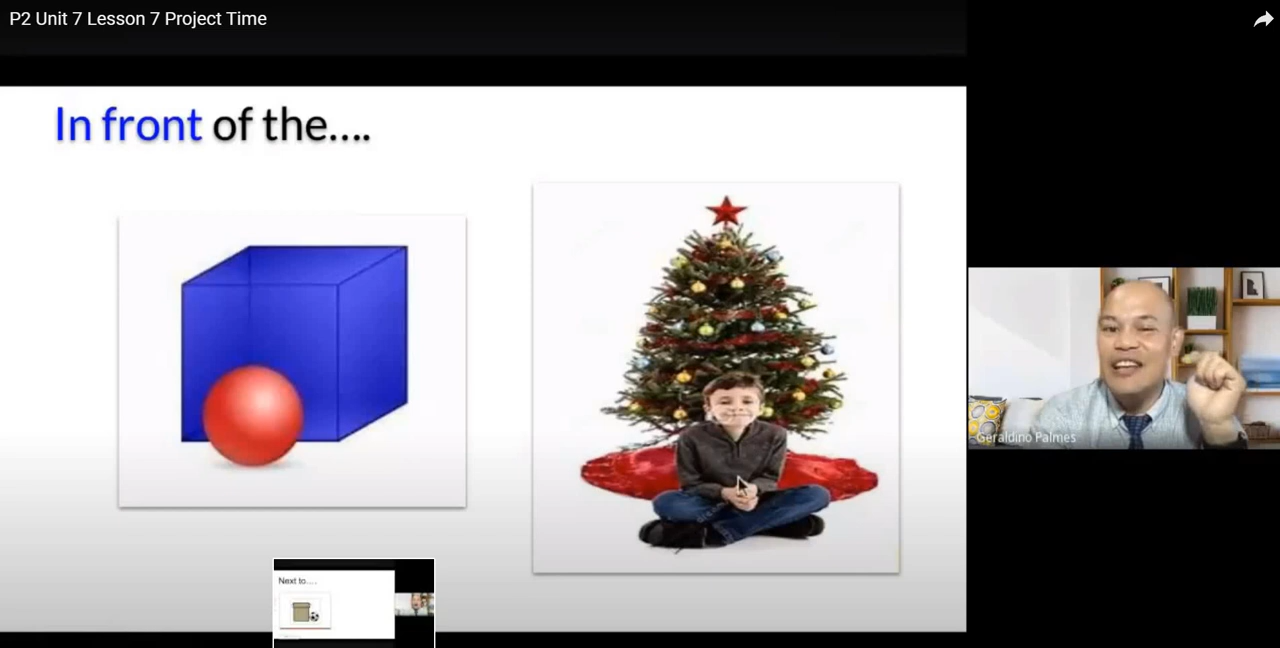 P2 Unit 7 Lesson 7 Project Time
In front of the....
Geraldino Palmes
Next to....